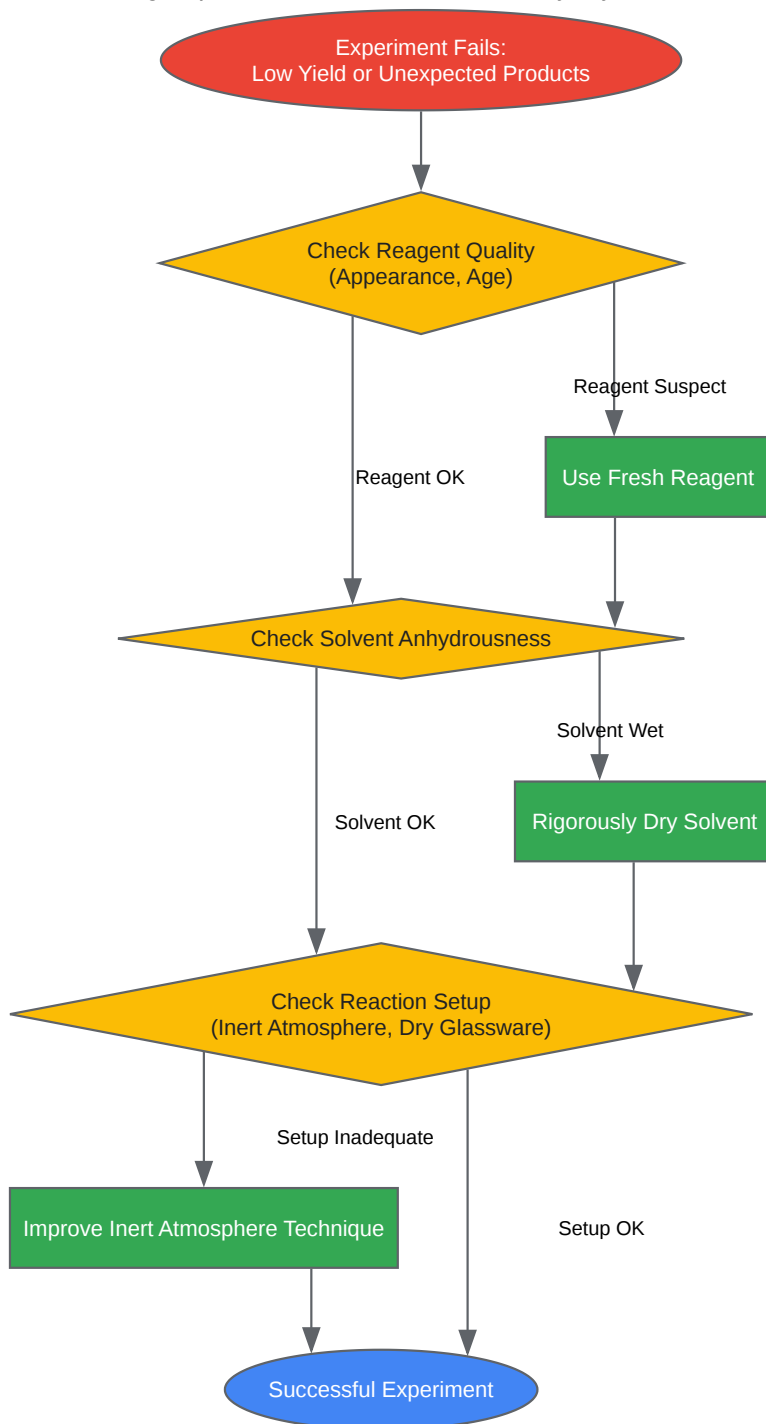 Experiment Fails:
Low Yield or Unexpected Products
Check Reagent Quality
(Appearance, Age)
Reagent Suspect
Reagent OK
Use Fresh Reagent
Check Solvent Anhydrousness
Solvent Wet
Solvent OK
Rigorously Dry Solvent
Check Reaction Setup
(Inert Atmosphere, Dry Glassware)
Setup Inadequate
Improve Inert Atmosphere Technique
Setup OK
Successful Experiment